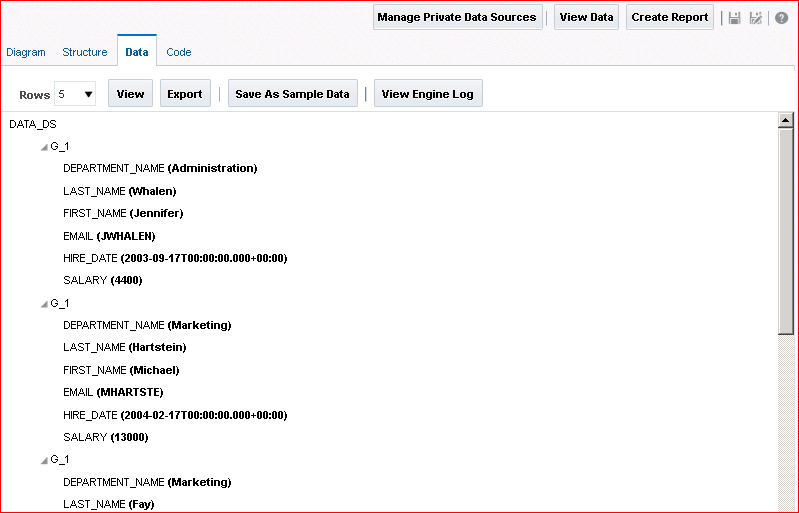 Manage Private Data Sources View Data Create Report
Diagram Structure Data Code
Rows 5 View Export Save As Sample Data View Engine Log
DATA_DS
G_1
DEPARTMENT_NAME (Administration)
LAST_NAME (Whalen)
FIRST_NAME (Jennifer)
EMAIL (JWHALEN)
HIRE_DATE (2003-09-17T00:00:00.000+00:00)
SALARY (4400)
G_1
DEPARTMENT_NAME (Marketing)
LAST_NAME (Hartstein)
FIRST_NAME (Michael)
EMAIL (MHARTSTE)
HIRE_DATE (2004-02-17T00:00:00.000+00:00)
SALARY (13000)
G_1
DEPARTMENT_NAME (Marketing)
LAST_NAME (Fay)